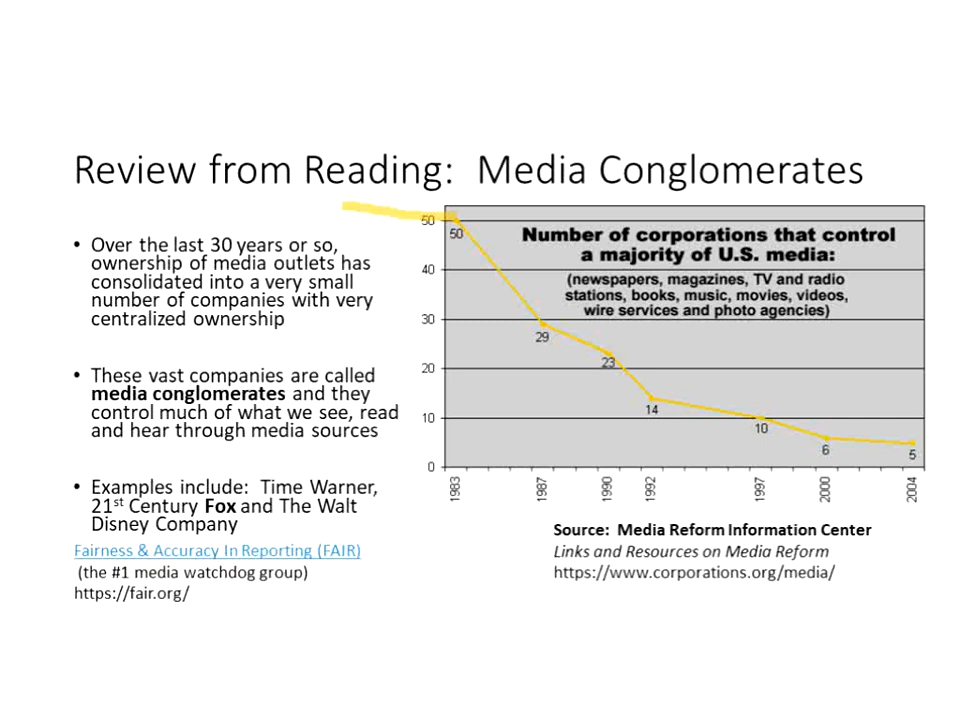 Review from Reading:  Media Conglomerates
• Over the last 30 years or so,
ownership of media outlets has
consolidated into a very small
number of companies with very
centralized ownership
• These vast companies are called
media conglomerates and they
control much of what we see, read
and hear through media sources
• Examples include:  Time Warner,
21st Century Fox and The Walt
Disney Company
Fairness & Accuracy In Reporting (FAIR)
(the #1 media watchdog group)
https://fair.org/
Number of corporations that control
a majority of U.S. media:
(newspapers, magazines, TV and radio
stations, books, music, movies, videos,
wire services and photo agencies)
50
40
30
20
10
0
50
29
23
14
10
6
5
1983
1987
1990
1992
1997
2000
2004
Source:  Media Reform Information Center
Links and Resources on Media Reform
https://www.corporations.org/media/